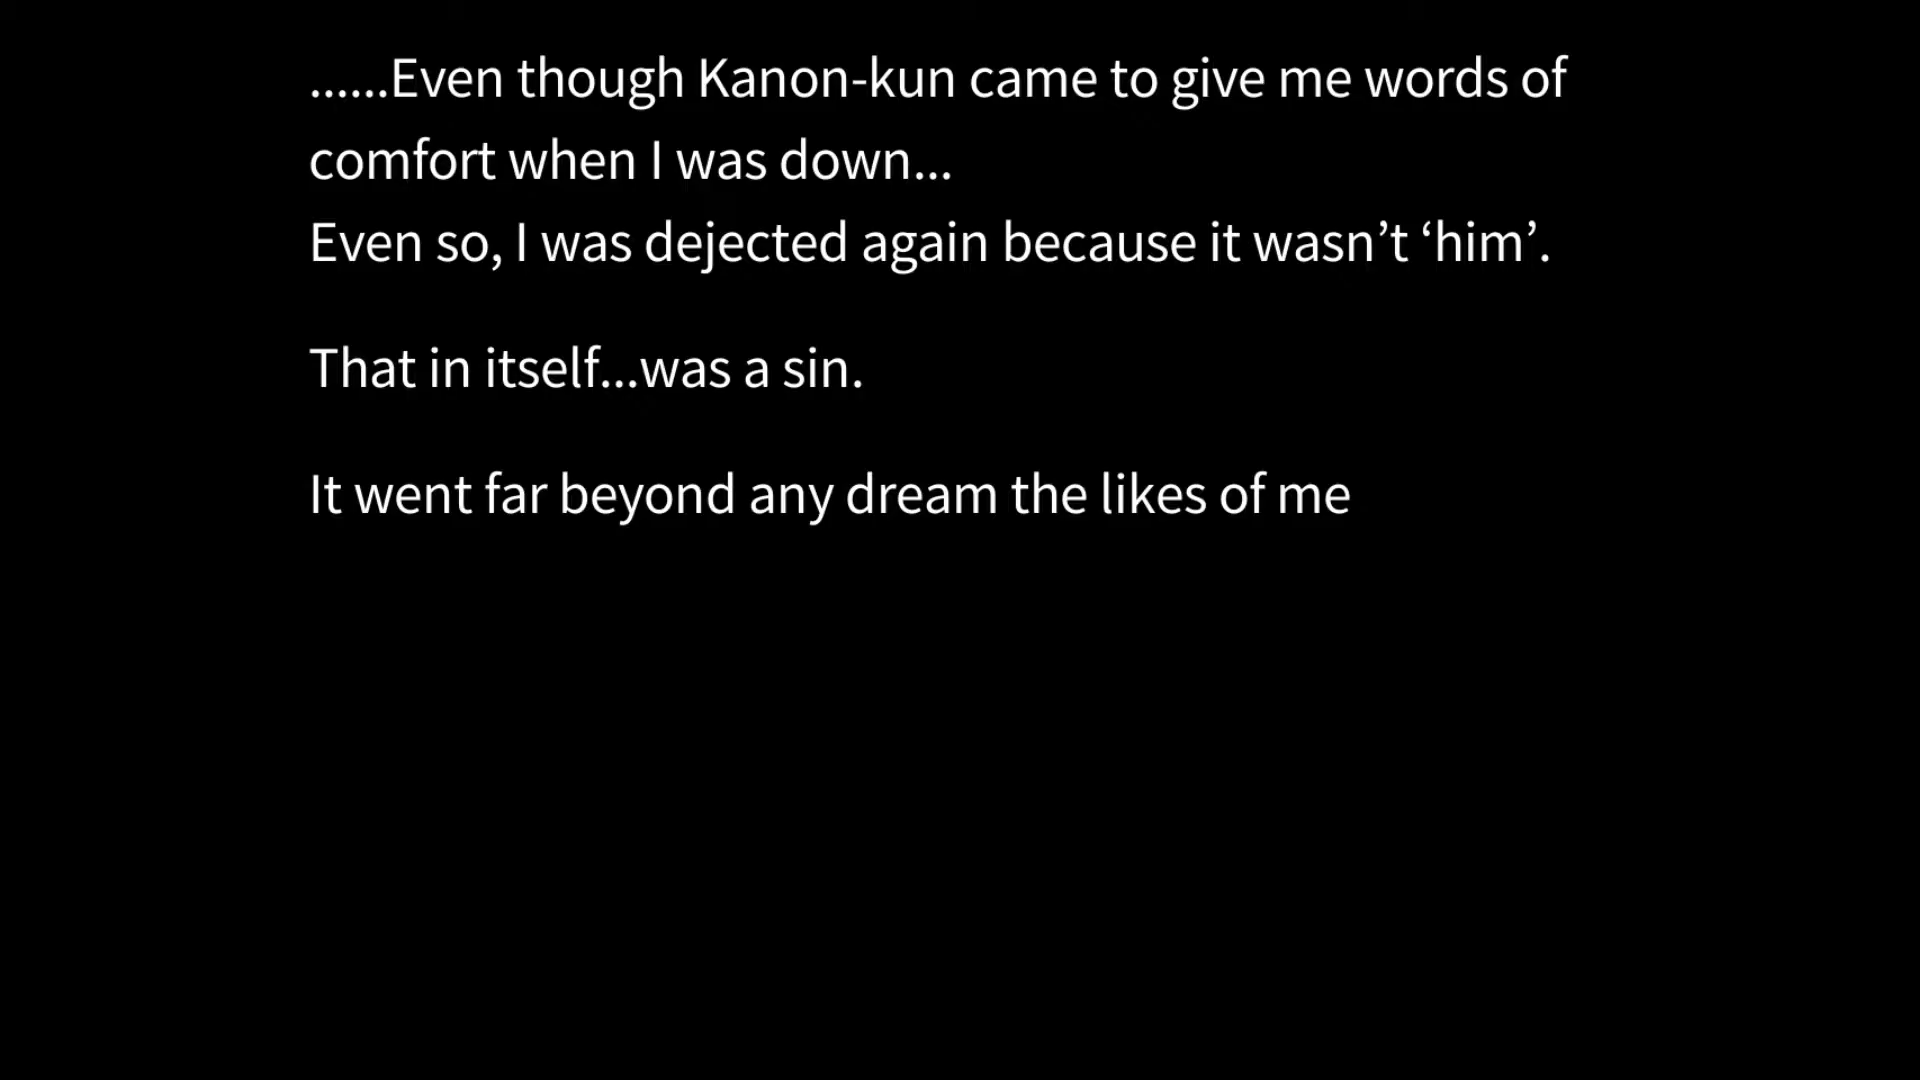 ......Even though Kanon-kun came to give me words of
comfort when I was down...
Even so, I was dejected again because it wasn’t ‘him’.
That in itself...was a sin.
It went far beyond any dream the likes of me